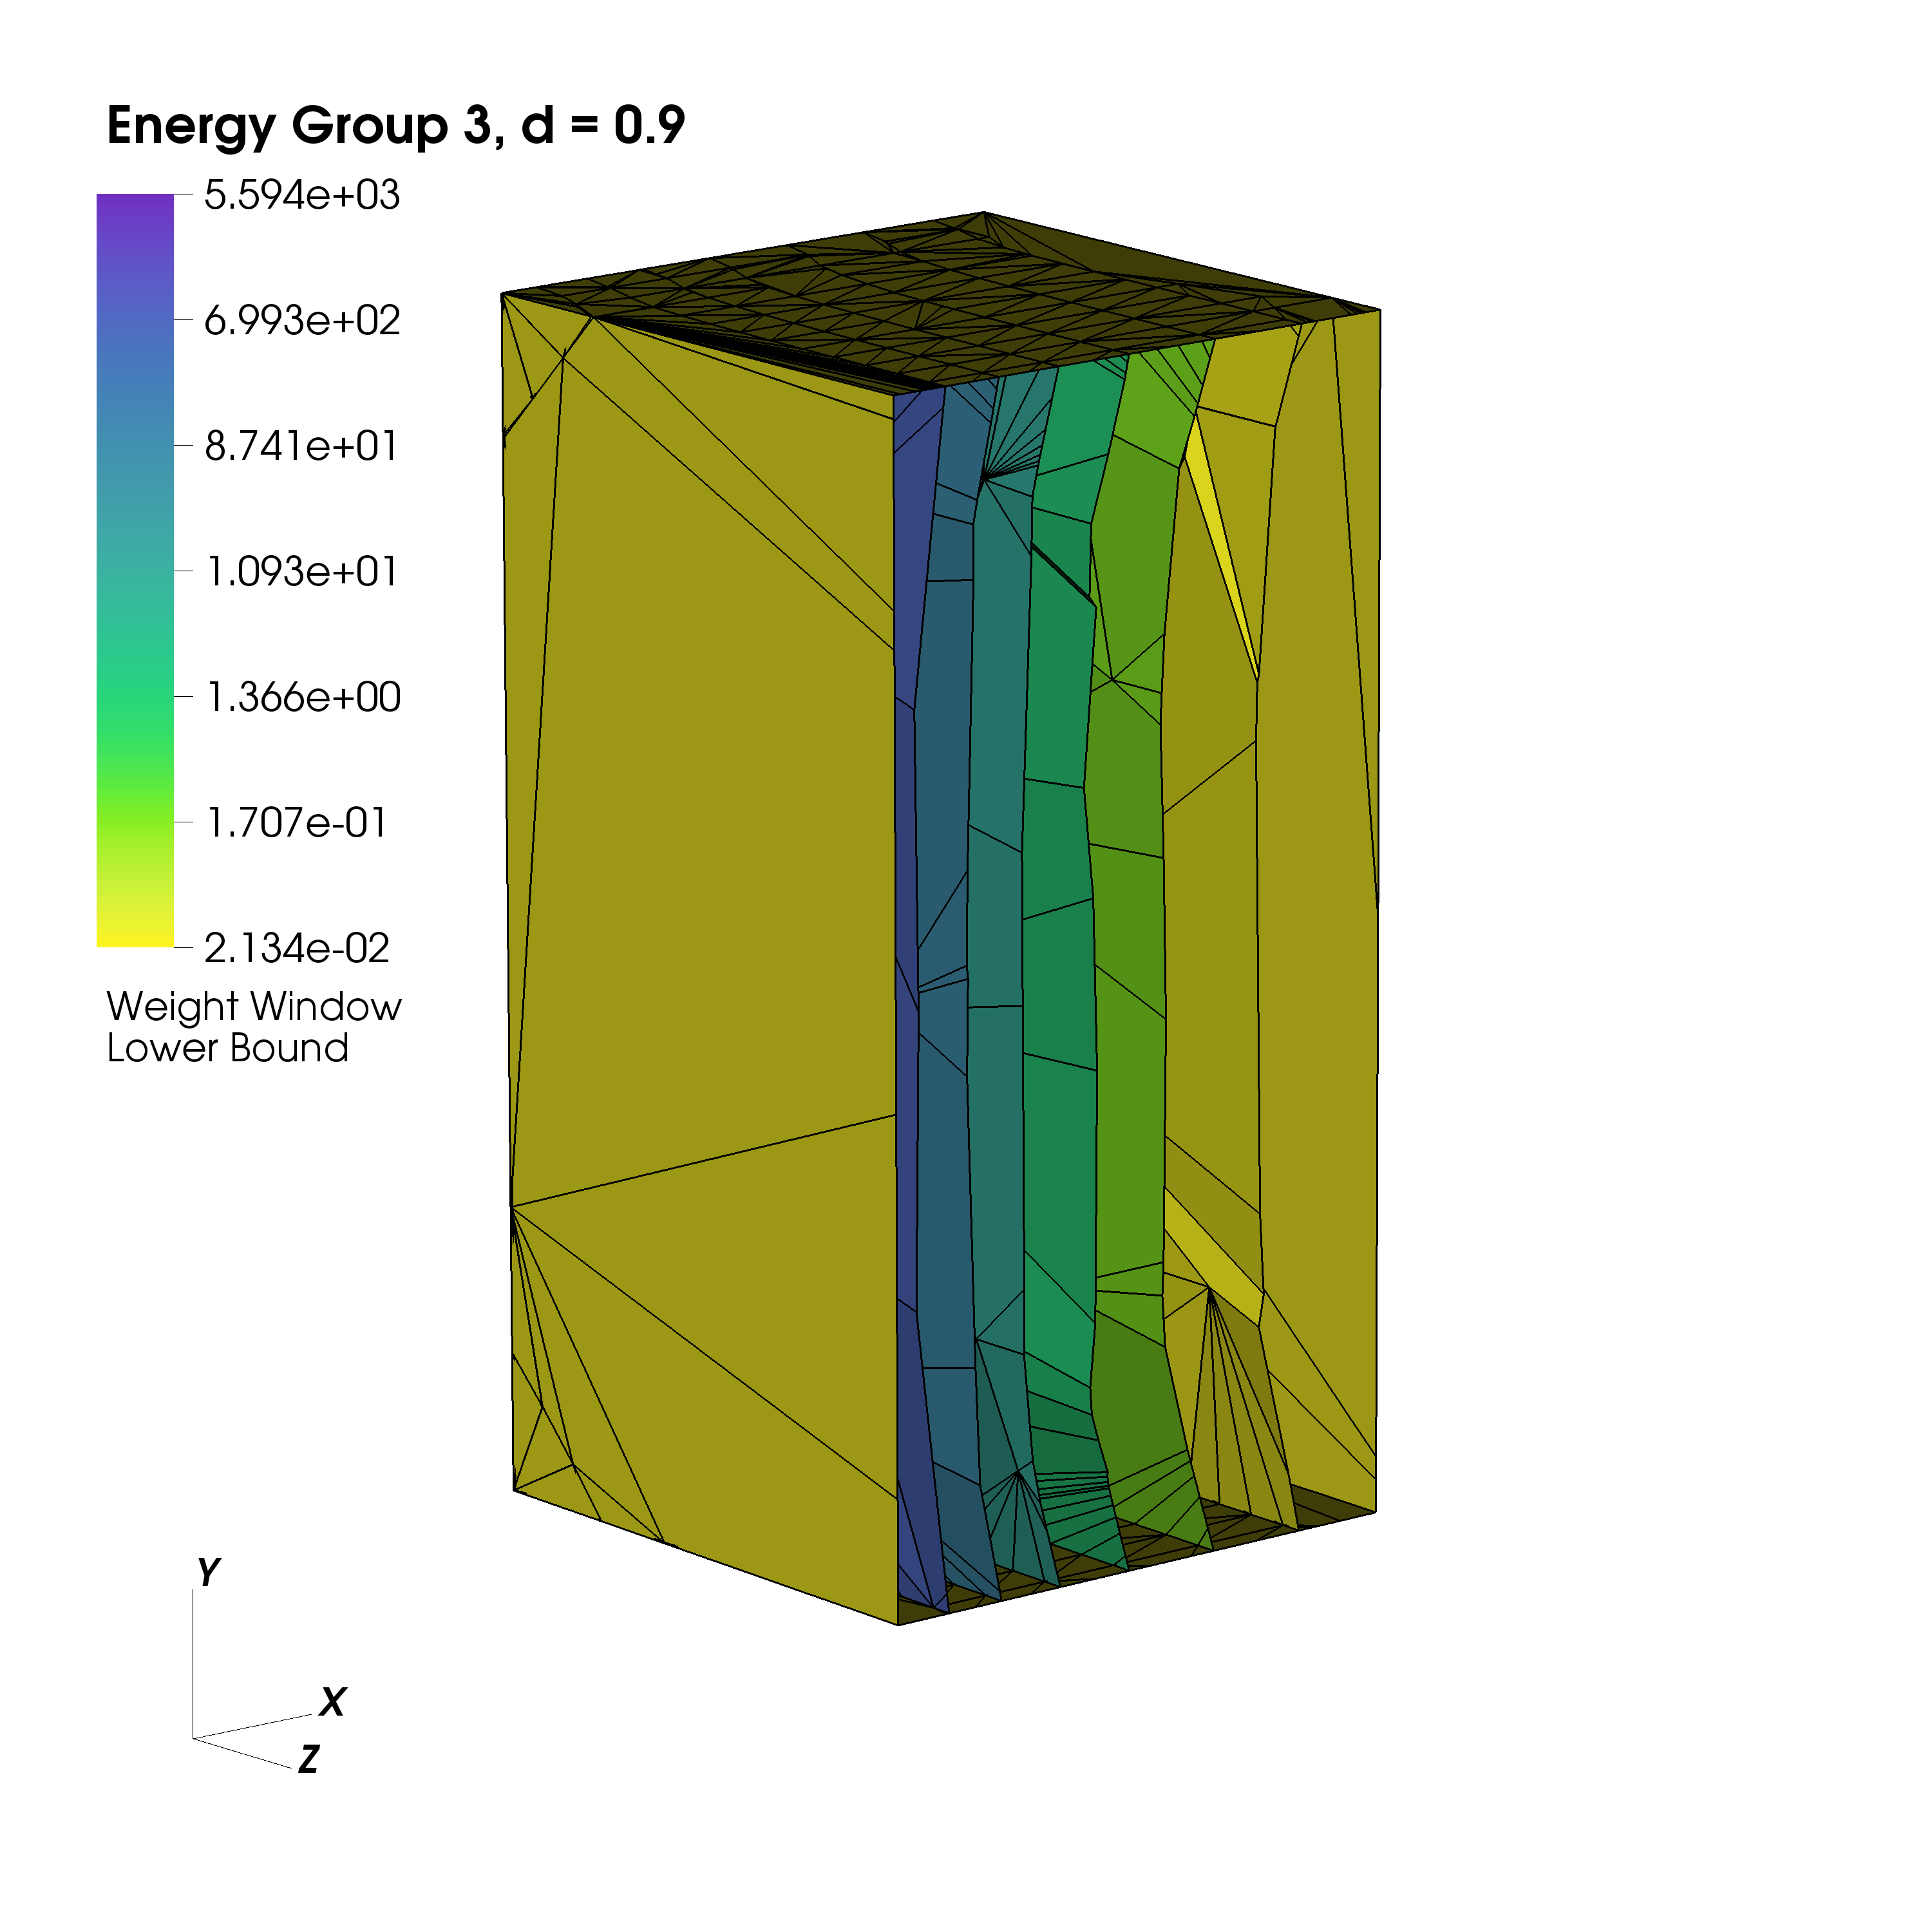 Energy Group 3, d = 0.9
5.594e+03
6.993e+02
8.741e+01
1.093e+01
1.366e+00
1.707e-01
2.134e-02
Weight Window
Lower Bound
Y
X
Z